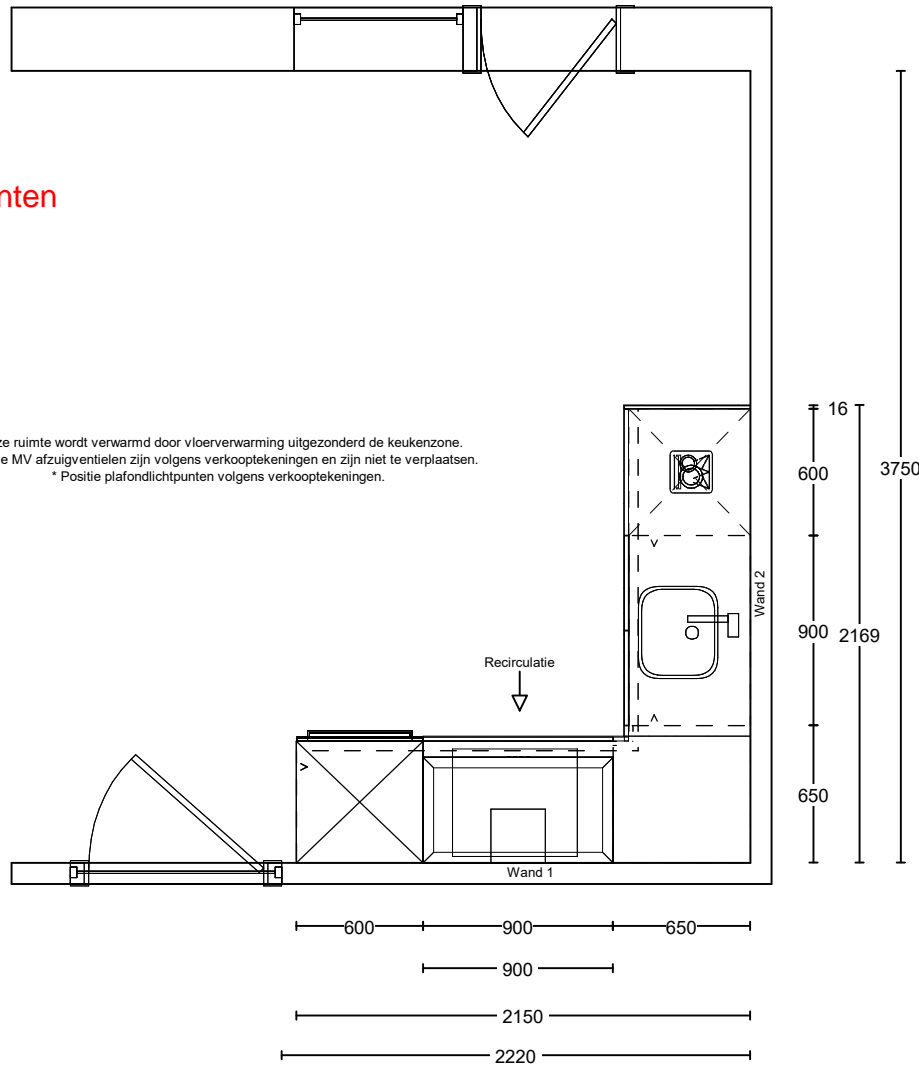 nten
ze ruimte wordt verwarmd door vloerverwarming uitgezonderd de keukenzone.
e MV afzuigventielen zijn volgens verkooptekeningen en zijn niet te verplaatsen.
* Positie plafondlichtpunten volgens verkooptekeningen.
16
600
3750
Wand 2
900
2169
Recirculatie
650
Wand 1
600
900
650
900
2150
2220